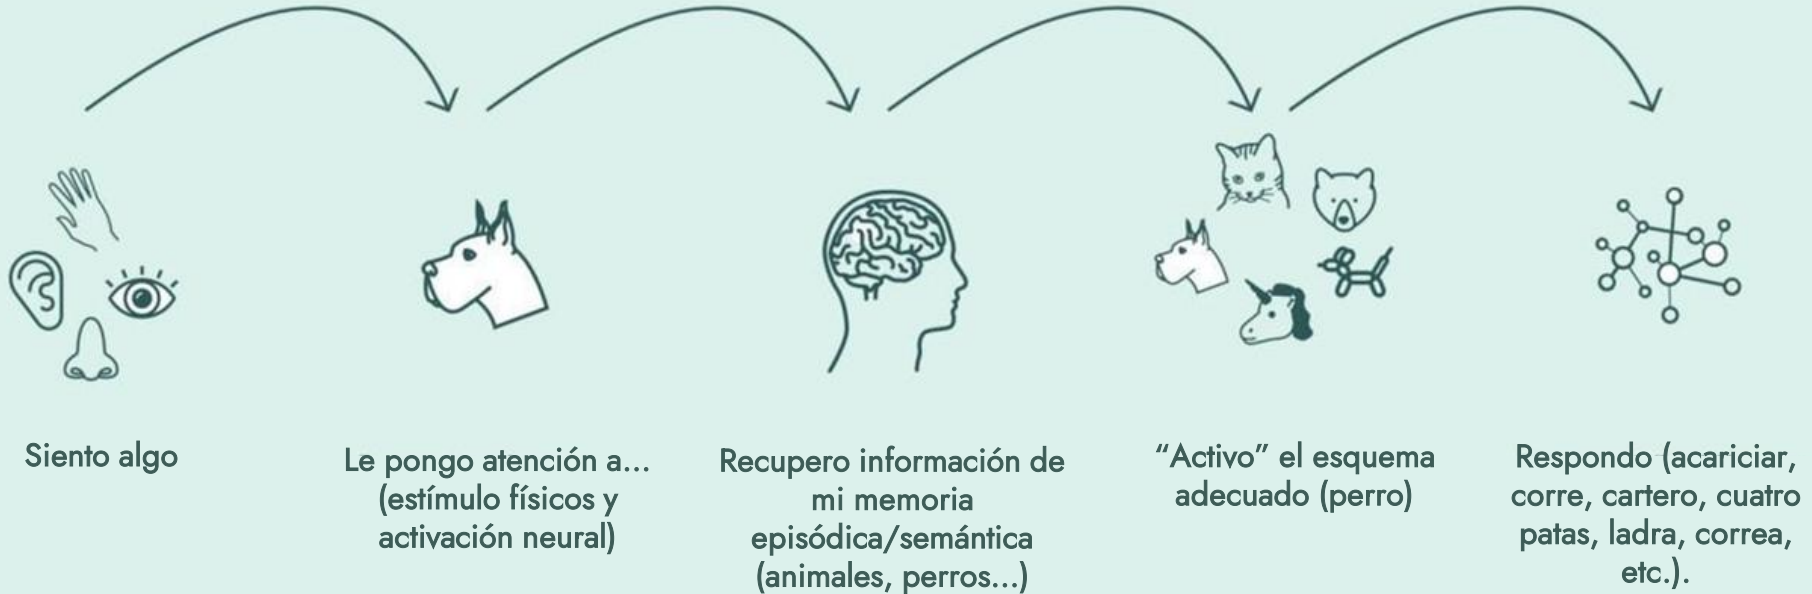 Siento algo
Le pongo atención a...
(estímulo físicos y
activación neural)
Recupero información de
mi memoria
episódica/semántica
(animales, perros...)
“Activo” el esquema
adecuado (perro)
Respondo (acariciar,
corre, cartero, cuatro
patas, ladra, correa,
etc.).